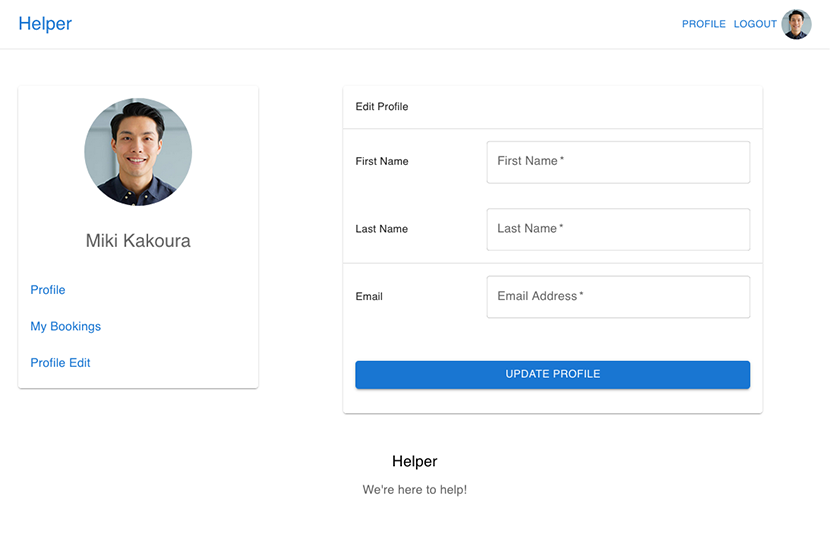 Helper
PROFILE LOGOUT
Miki Kakoura
Profile
My Bookings
Profile Edit
Edit Profile
First Name First Name *
Last Name Last Name *
Email Email Address *
UPDATE PROFILE
Helper
We're here to help!